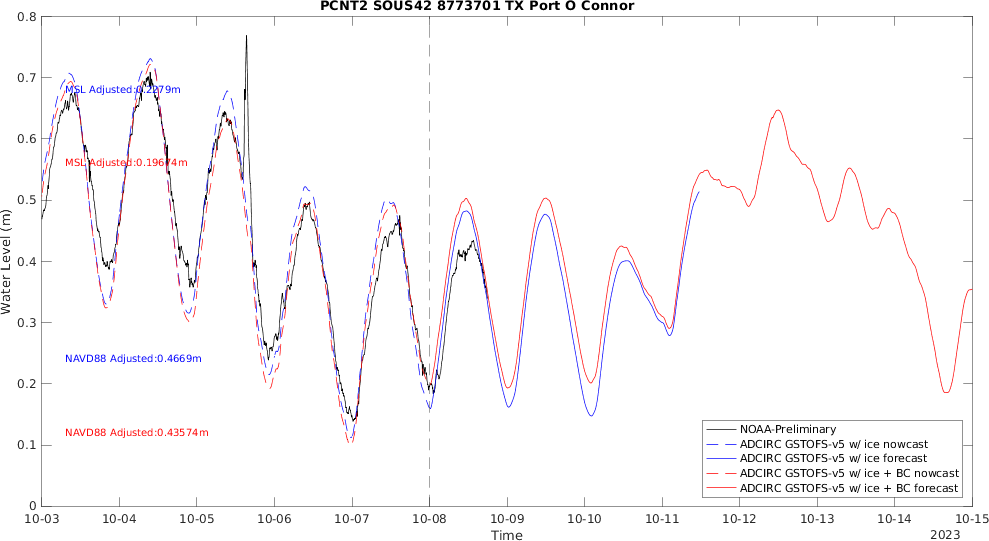 PCNT2 SOUS42 8773701 TX Port O Connor
0.8
0.7
0.6
0.5
0.4
0.3
0.2
0.1
0
Water Level (m)
MSL Adjusted:0.2279m
MSL Adjusted:0.19674m
NAVD88 Adjusted:0.4669m
NAVD88 Adjusted:0.43574m
NOAA-Preliminary
ADCIRC GSTOFS-v5 w/ ice nowcast
ADCIRC GSTOFS-v5 w/ ice forecast
ADCIRC GSTOFS-v5 w/ ice + BC nowcast
ADCIRC GSTOFS-v5 w/ ice + BC forecast
10-03 10-04 10-05 10-06 10-07 10-08 10-09 10-10 10-11 10-12 10-13 10-14 10-15
Time
2023